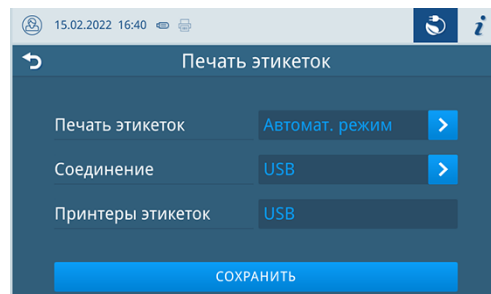 15.02.2022 16:40
i
Печать этикеток
Печать этикеток Автомат. режим
Соединение USB
Принтеры этикеток USB
СОХРАНИТЬ